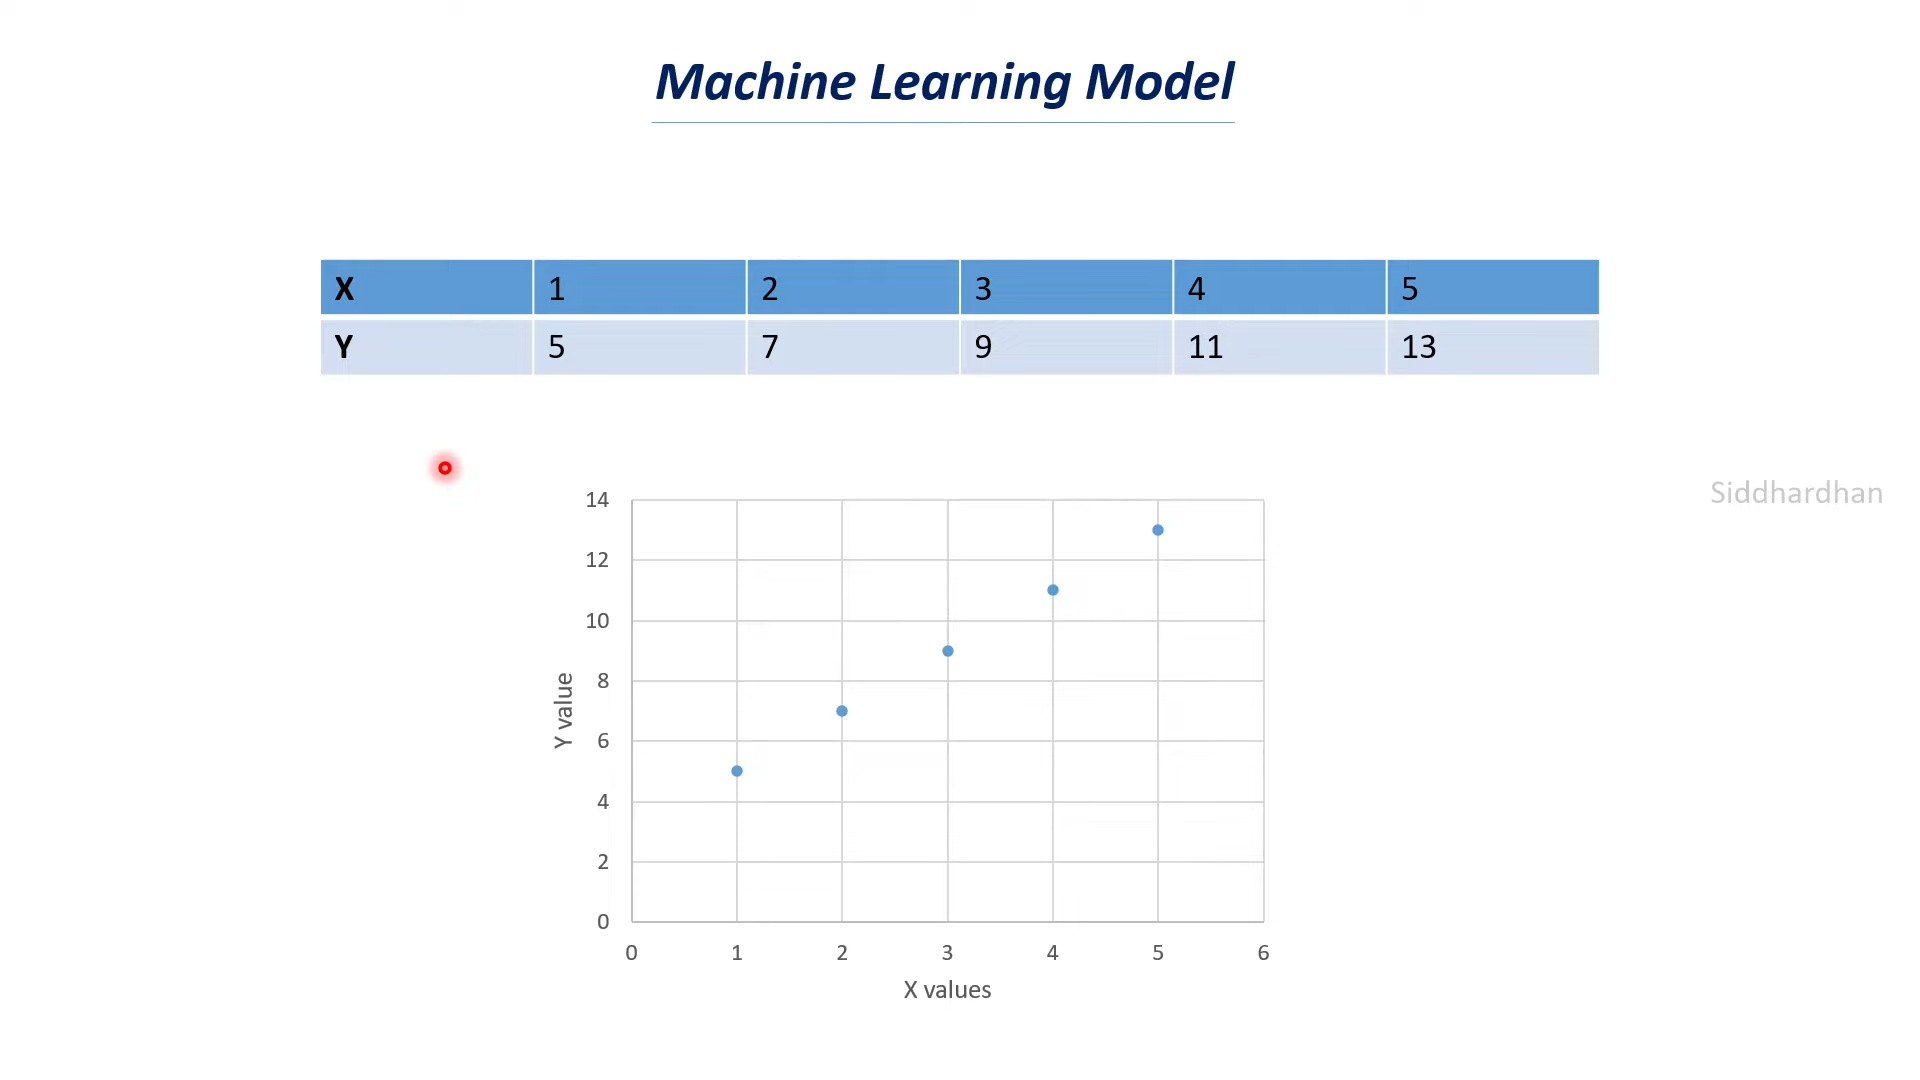 Machine Learning Model
X 1 2 3 4 5
Y 5 7 9 11 13
Siddhardhan
14
12
10
8
6
4
2
0
Y value
0 1 2 3 4 5 6
X values